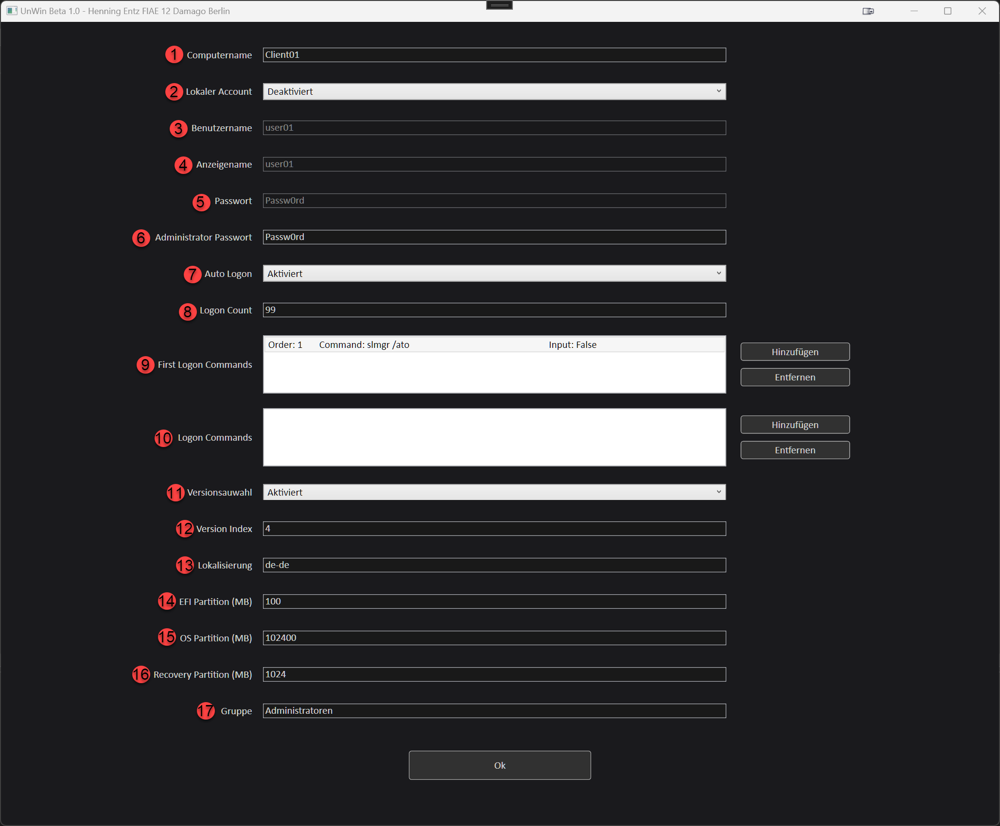 UnWin Beta 1.0 - Henning Entz FIAE 12 Damago Berlin
1 Computername Client01
2 Lokaler Account Deaktiviert
3 Benutzername user01
4 Anzeigename user01
5 Passwort Passw0rd
6 Administrator Passwort Passw0rd
7 Auto Logon Aktiviert
8 Logon Count 99
9 First Logon Commands
Order: 1 Command: slmgr /ato Input: False
Hinzufügen
Entfernen
10 Logon Commands
Hinzufügen
Entfernen
11 Versionsauwahl Aktiviert
12 Version Index 4
13 Lokalisierung de-de
14 EFI Partition (MB) 100
15 OS Partition (MB) 102400
16 Recovery Partition (MB) 1024
17 Gruppe Administratoren
Ok